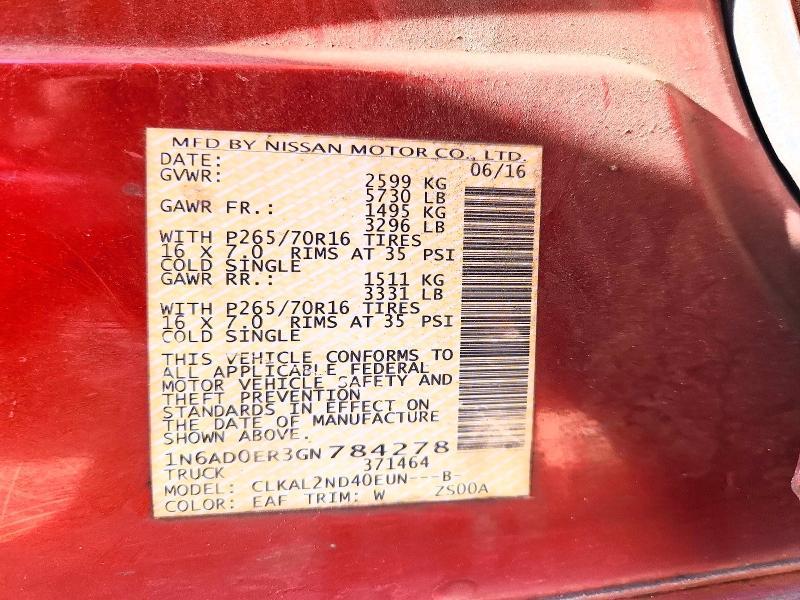 MFD BY NISSAN MOTOR CO., LTD.
DATE: 06/16
GVWR: 2599 KG
5730 LB
GAWR FR.: 1495 KG
3296 LB
WITH P265/70R16 TIRES
16 X 7.0 RIMS AT 35 PSI
COLD SINGLE
GAWR RR.: 1511 KG
3331 LB
WITH P265/70R16 TIRES
16 X 7.0 RIMS AT 35 PSI
COLD SINGLE
THIS VEHICLE CONFORMS TO
ALL APPLICABLE FEDERAL
MOTOR VEHICLE SAFETY AND
THEFT PREVENTION
STANDARDS IN EFFECT ON
THE DATE OF MANUFACTURE
SHOWN ABOVE.
1N6AD0ER3GN784278
TRUCK 371464
MODEL: CLKAL2ND40EUN---B-
COLOR: EAF TRIM: W ZS00A